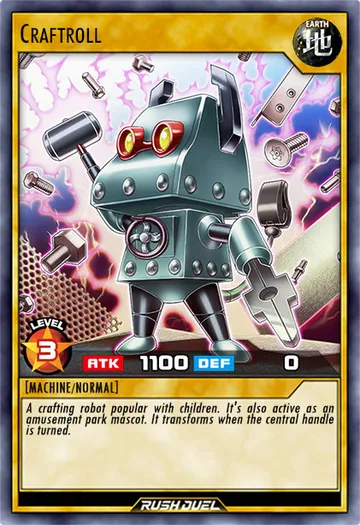 Craftroll
EARTH
地
LEVEL
3
ATK 1100 DEF 0
[MACHINE/NORMAL]
A crafting robot popular with children. It's also active as an
amusement park mascot. It transforms when the central handle
is turned.
RUSH DUEL